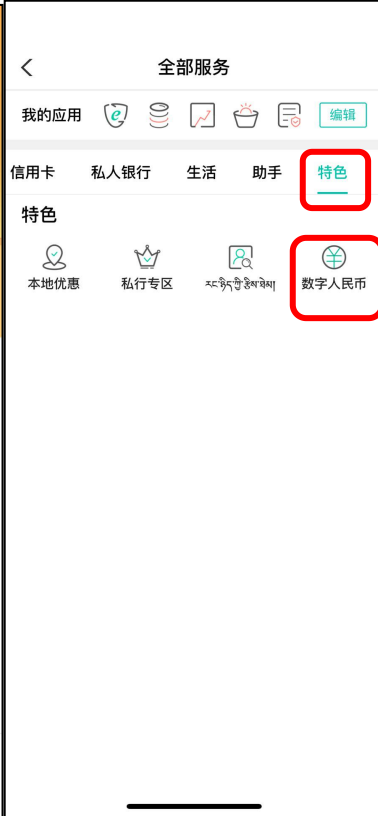 全部服务
我的应用 编辑
信用卡 私人银行 生活 助手 特色
特色
本地优惠 私行专区 数字人民币